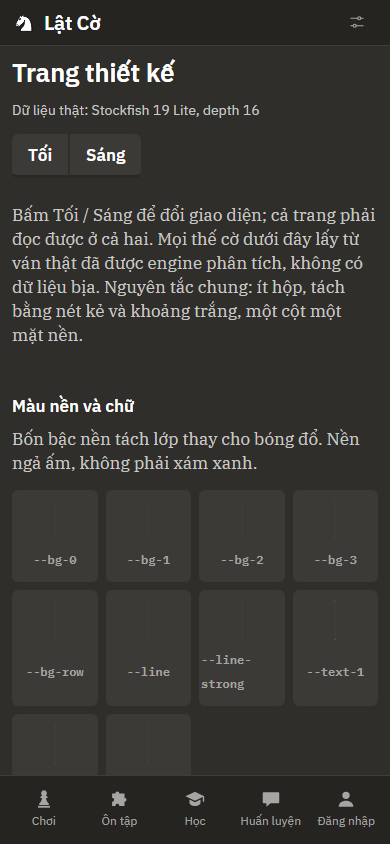 Lật Cờ
Trang thiết kế
Dữ liệu thật: Stockfish 19 Lite, depth 16
Tối Sáng
Bấm Tối / Sáng để đổi giao diện; cả trang phải
đọc được ở cả hai. Mọi thế cờ dưới đây lấy từ
ván thật đã được engine phân tích, không có
dữ liệu bịa. Nguyên tắc chung: ít hộp, tách
bằng nét kẻ và khoảng trắng, một cột một
mặt nền.
Màu nền và chữ
Bốn bậc nền tách lớp thay cho bóng đổ. Nền
ngả ấm, không phải xám xanh.
--bg-0 --bg-1 --bg-2 --bg-3
--bg-row --line --line-
strong --text-1
Chơi Ôn tập Học Huấn luyện Đăng nhập